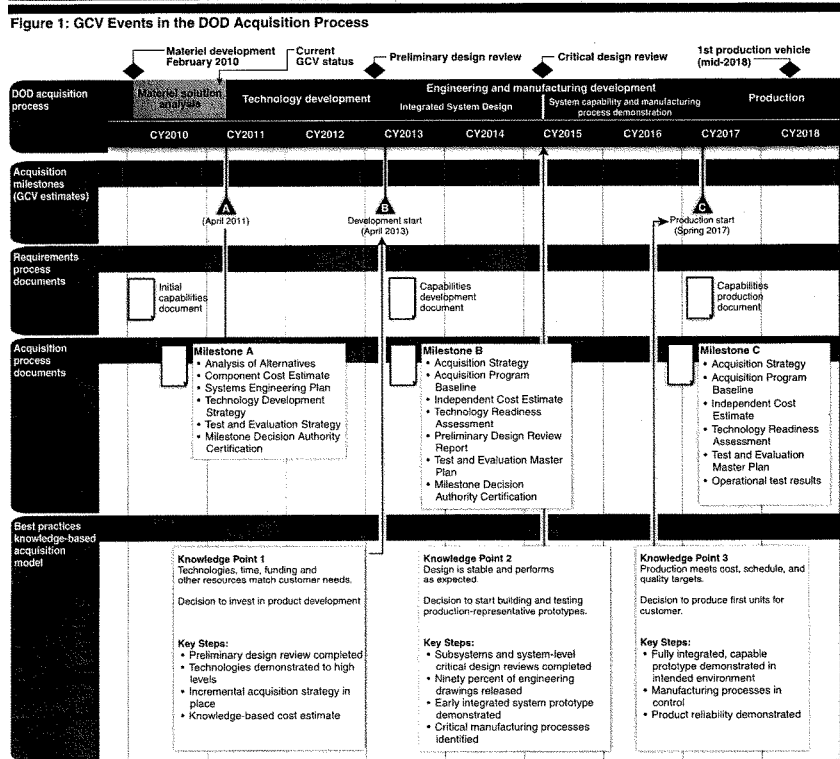 Figure 1: GCV Events in the DOD Acquisition Process
Materiel development
February 2010
Current
GCV status
Preliminary design review
Critical design review
1st production vehicle
(mid-2018)
DOD acquisition
process
Materiel solution
analysis
Technology development
Engineering and manufacturing development
Integrated System Design
System capability and manufacturing
process demonstration
Production
CY2010
CY2011
CY2012
CY2013
CY2014
CY2015
CY2016
CY2017
CY2018
Acquisition
milestones
(GCV estimates)
A
(April 2011)
B
Development start
(April 2013)
C
Production start
(Spring 2017)
Requirements
process
documents
Initial
capabilities
document
Capabilities
development
document
Capabilities
production
document
Acquisition
process
documents
Milestone A
• Analysis of Alternatives
• Component Cost Estimate
• Systems Engineering Plan
• Technology Development
Strategy
• Test and Evaluation Strategy
• Milestone Decision Authority
Certification
Milestone B
• Acquisition Strategy
• Acquisition Program
Baseline
• Independent Cost Estimate
• Technology Readiness
Assessment
• Preliminary Design Review
Report
• Test and Evaluation Master
Plan
• Milestone Decision
Authority Certification
Milestone C
• Acquisition Strategy
• Acquisition Program
Baseline
• Independent Cost
Estimate
• Technology Readiness
Assessment
• Test and Evaluation
Master Plan
• Operational test results
Best practices
knowledge-based
acquisition
model
Knowledge Point 1
Technologies, time, funding and
other resources match customer needs.
Decision to invest in product development
Key Steps:
• Preliminary design review completed
• Technologies demonstrated to high
levels
• Incremental acquisition strategy in
place
• Knowledge-based cost estimate
Knowledge Point 2
Design is stable and performs
as expected.
Decision to start building and testing
production-representative prototypes.
Key Steps:
• Subsystems and system-level
critical design reviews completed
• Ninety percent of engineering
drawings released
• Early integrated system prototype
demonstrated
• Critical manufacturing processes
identified
Knowledge Point 3
Production meets cost, schedule, and
quality targets.
Decision to produce first units for
customer.
Key Steps:
• Fully integrated, capable
prototype demonstrated in
intended environment
• Manufacturing processes in
control
• Product reliability demonstrated